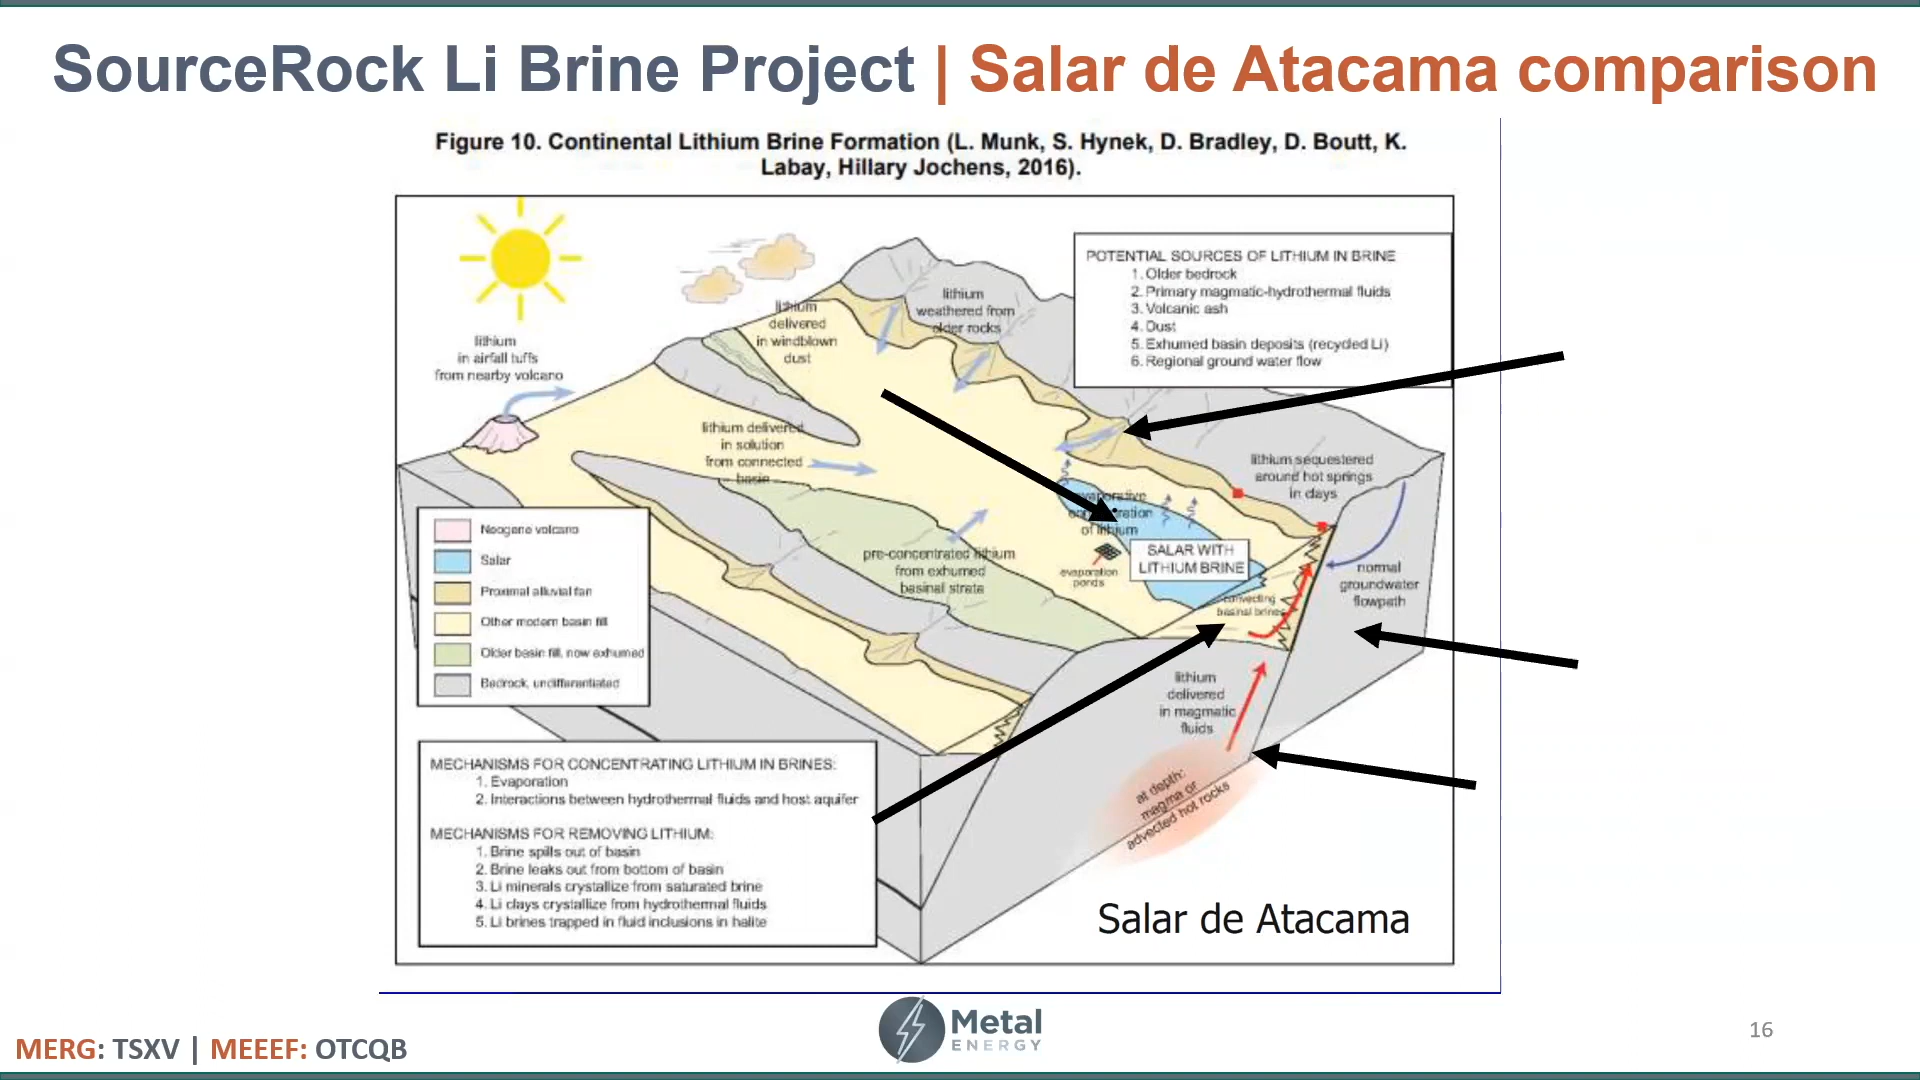 SourceRock Li Brine Project | Salar de Atacama comparison
Figure 10. Continental Lithium Brine Formation (L. Munk, S. Hynek, D. Bradley, D. Boutt, K.
Labay, Hillary Jochens, 2016).
POTENTIAL SOURCES OF LITHIUM IN BRINE
1. Older bedrock
2. Primary magmatic-hydrothermal fluids
3. Volcanic ash
4. Dust
5. Exhumed basin deposits (recycled Li)
6. Regional ground water flow
lithium
in airfall tuffs
from nearby volcano
lithium
delivered
in windblown
dust
lithium
weathered from
older rocks
lithium delivered
in solution
from connected
basin
lithium sequestered
around hot springs
in clays
evaporative
concentration
of lithium
SALAR WITH
LITHIUM BRINE
evaporation
ponds
pre-concentrated lithium
from exhumed
basinal strata
convecting
basinal brines
normal
groundwater
flowpath
Neogene volcano
Salar
Proximal alluvial fan
Other modern basin fill
Older basin fill, now exhumed
Bedrock, undifferentiated
lithium
delivered
in magmatic
fluids
at depth:
magma or
advected hot rocks
MECHANISMS FOR CONCENTRATING LITHIUM IN BRINES:
1. Evaporation
2. Interactions between hydrothermal fluids and host aquifer
MECHANISMS FOR REMOVING LITHIUM:
1. Brine spills out of basin
2. Brine leaks out from bottom of basin
3. Li minerals crystallize from saturated brine
4. Li clays crystallize from hydrothermal fluids
5. Li brines trapped in fluid inclusions in halite
Salar de Atacama
Metal
ENERGY
MERG: TSXV | MEEEF: OTCQB
16